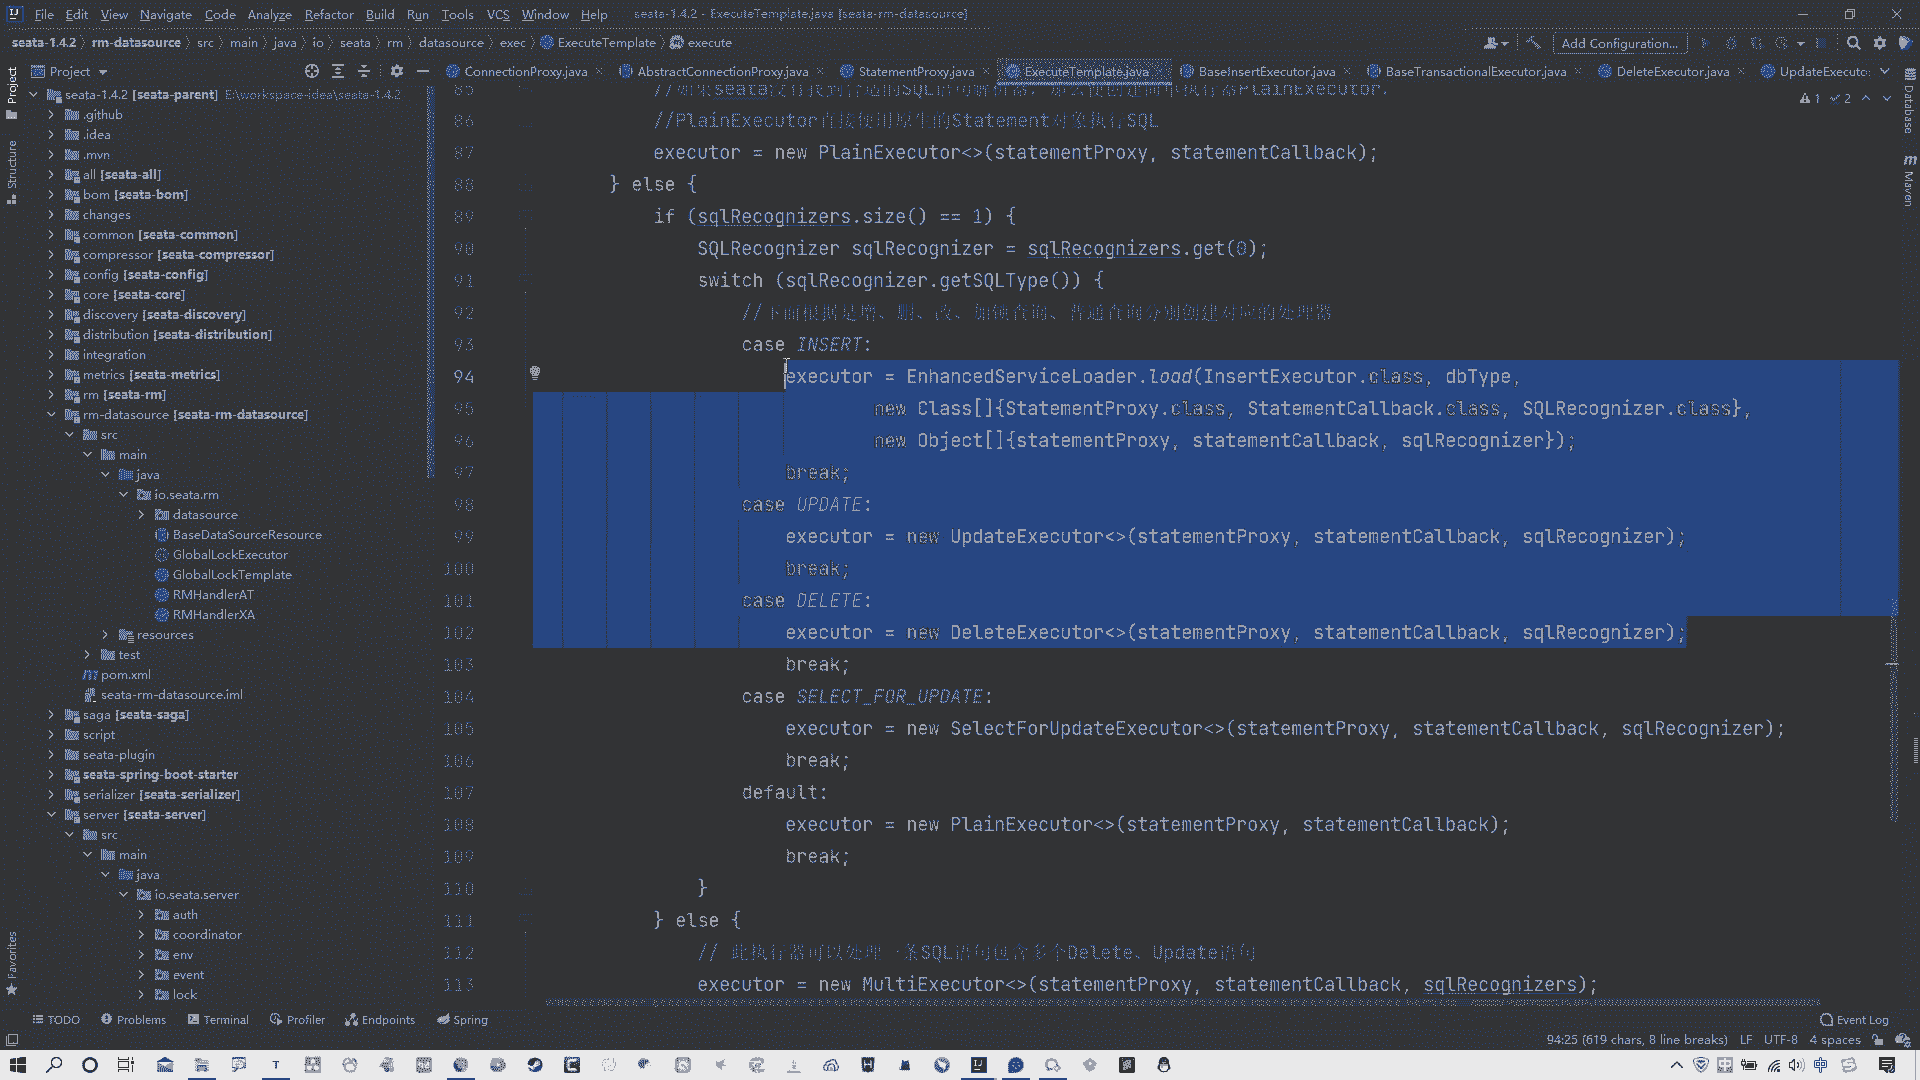 File Edit View Navigate Code Analyze Refactor Build Run Tools VCS Window Help seata-1.4.2 - ExecuteTemplate.java [seata-rm-datasource]
seata-1.4.2 rm-datasource src main java io seata rm datasource exec ExecuteTemplate execute Add Configuration...
Project ConnectionProxy.java AbstractConnectionProxy.java StatementProxy.java ExecuteTemplate.java BaseInsertExecutor.java BaseTransactionalExecutor.java DeleteExecutor.java UpdateExecutc
1 2
Project
Structure
Favorites
Database
Maven
seata-1.4.2 [seata-parent] E:\workspace-idea\seata-1.4.2
.github
.idea
.mvn
all [seata-all]
bom [seata-bom]
changes
common [seata-common]
compressor [seata-compressor]
config [seata-config]
core [seata-core]
discovery [seata-discovery]
distribution [seata-distribution]
integration
metrics [seata-metrics]
rm [seata-rm]
rm-datasource [seata-rm-datasource]
src
main
java
io.seata.rm
datasource
BaseDataSourceResource
GlobalLockExecutor
GlobalLockTemplate
RMHandlerAT
RMHandlerXA
resources
test
pom.xml
seata-rm-datasource.iml
saga [seata-saga]
script
seata-plugin
seata-spring-boot-starter
serializer [seata-serializer]
server [seata-server]
src
main
java
io.seata.server
auth
coordinator
env
event
lock
85 seata SQL PlainExecutor.
86 //PlainExecutor Statement SQL
87 executor = new PlainExecutor<>(statementProxy, statementCallback);
88 } else {
89 if (sqlRecognizers.size() == 1) {
90 SQLRecognizer sqlRecognizer = sqlRecognizers.get(0);
91 switch (sqlRecognizer.getSQLType()) {
92 //
93 case INSERT:
94 executor = EnhancedServiceLoader.load(InsertExecutor.class, dbType,
95 new Class[]{StatementProxy.class, StatementCallback.class, SQLRecognizer.class},
96 new Object[]{statementProxy, statementCallback, sqlRecognizer});
97 break;
98 case UPDATE:
99 executor = new UpdateExecutor<>(statementProxy, statementCallback, sqlRecognizer);
100 break;
101 case DELETE:
102 executor = new DeleteExecutor<>(statementProxy, statementCallback, sqlRecognizer);
103 break;
104 case SELECT_FOR_UPDATE:
105 executor = new SelectForUpdateExecutor<>(statementProxy, statementCallback, sqlRecognizer);
106 break;
107 default:
108 executor = new PlainExecutor<>(statementProxy, statementCallback);
109 break;
110 }
111 } else {
112 // SQL Delete、Update
113 executor = new MultiExecutor<>(statementProxy, statementCallback, sqlRecognizers);
TODO Problems Terminal Profiler Endpoints Spring Event Log
94:25 (619 chars, 8 line breaks) LF UTF-8 4 spaces
中